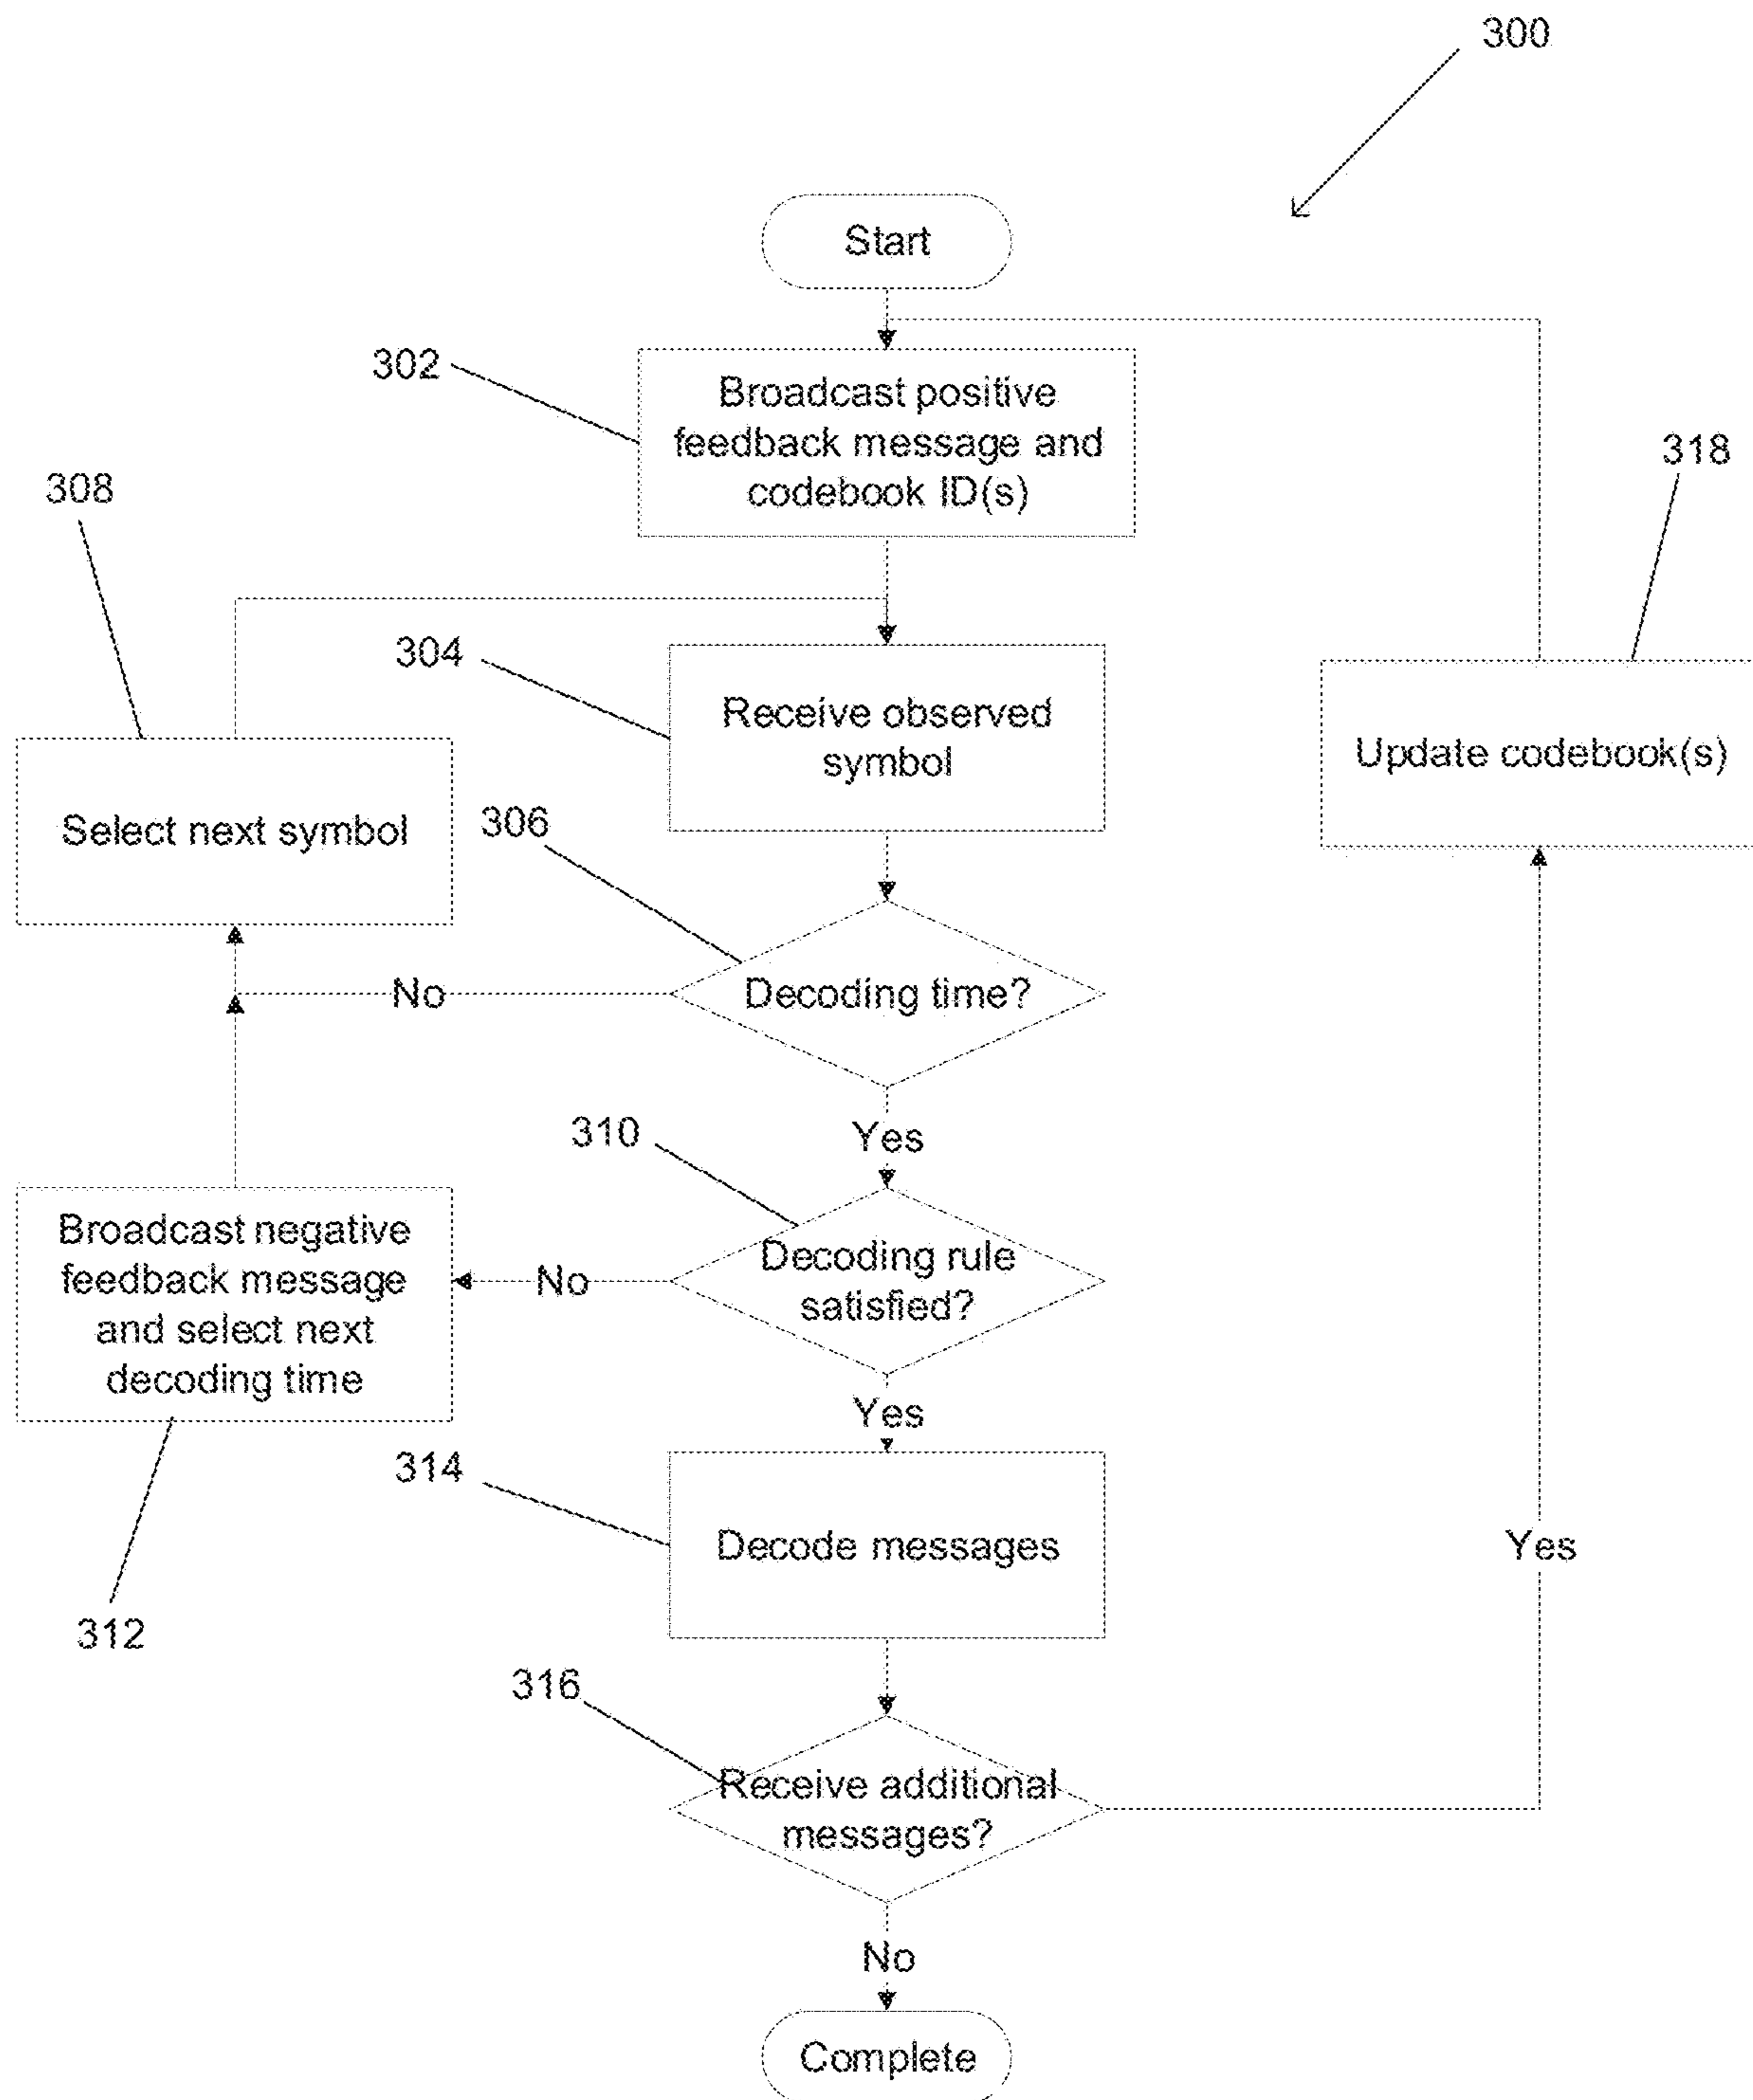 300
Start
302
Broadcast positive
feedback message and
codebook ID(s)
318
308
304
Receive observed
symbol
Update codebook(s)
Select next symbol
306
Decoding time?
No
Yes
310
Broadcast negative
feedback message
and select next
decoding time
No
Decoding rule
satisfied?
Yes
314
Decode messages
Yes
312
316
Receive additional
messages?
No
Complete